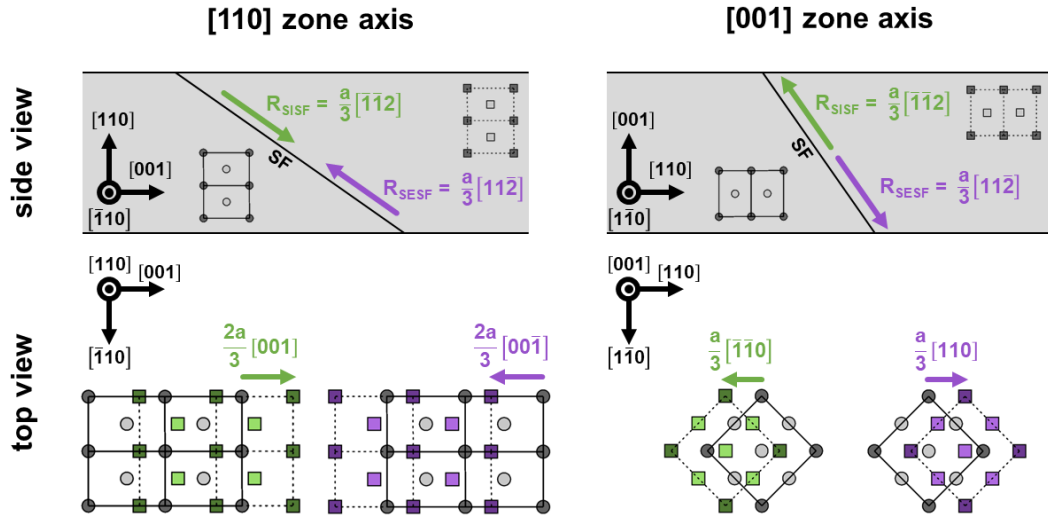 [110] zone axis
[001] zone axis
side view
R_SISF = a/3 [1̄1̄2]
SF
R_SESF = a/3 [112̄]
[110]
[001]
[1̄10]
R_SISF = a/3 [1̄1̄2]
SF
R_SESF = a/3 [112̄]
[001]
[110]
[11̄0]
top view
[110]
[001]
[1̄10]
2a/3 [001]
2a/3 [001̄]
[001]
[110]
[11̄0]
a/3 [1̄1̄0]
a/3 [110]